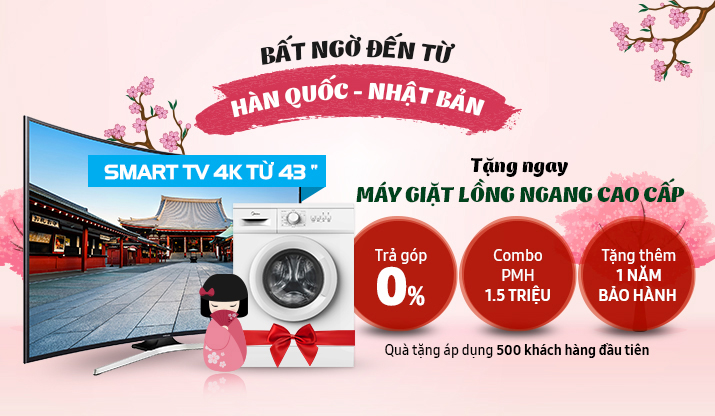 BẤT NGỜ ĐẾN TỪ
HÀN QUỐC - NHẬT BẢN
SMART TV 4K TỪ 43 "
Tặng ngay
MÁY GIẶT LỒNG NGANG CAO CẤP
Trả góp
0%
Combo
PMH
1.5 TRIỆU
Tặng thêm
1 NĂM
BẢO HÀNH
Quà tặng áp dụng 500 khách hàng đầu tiên